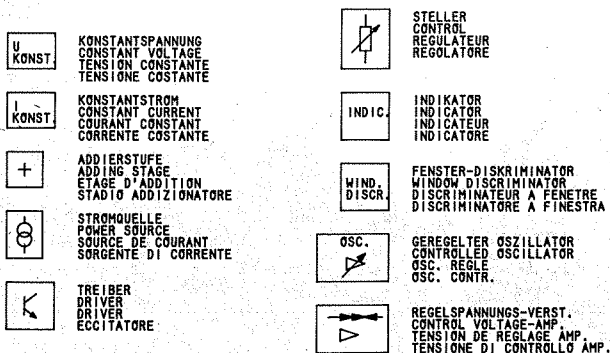 U
KONST.
KONSTANTSPANNUNG
CONSTANT VOLTAGE
TENSION CONSTANTE
TENSIONE COSTANTE
I
KONST.
KONSTANTSTROM
CONSTANT CURRENT
COURANT CONSTANT
CORRENTE COSTANTE
+
ADDIERSTUFE
ADDING STAGE
ETAGE D'ADDITION
STADIO ADDIZIONATORE
STROMQUELLE
POWER SOURCE
SOURCE DE COURANT
SORGENTE DI CORRENTE
TREIBER
DRIVER
DRIVER
ECCITATORE
STELLER
CONTROL
REGULATEUR
REGOLATORE
INDIC.
INDIKATOR
INDICATOR
INDICATEUR
INDICATORE
WIND.
DISCR.
FENSTER-DISKRIMINATOR
WINDOW DISCRIMINATOR
DISCRIMINATEUR A FENETRE
DISCRIMINATORE A FINESTRA
OSC.
GEREGELTER OSZILLATOR
CONTROLLED OSCILLATOR
OSC. REGLE
OSC. CONTR.
REGELSPANNUNGS-VERST.
CONTROL VOLTAGE-AMP.
TENSION DE REGLAGE AMP.
TENSIONE DI CONTROLLO AMP.